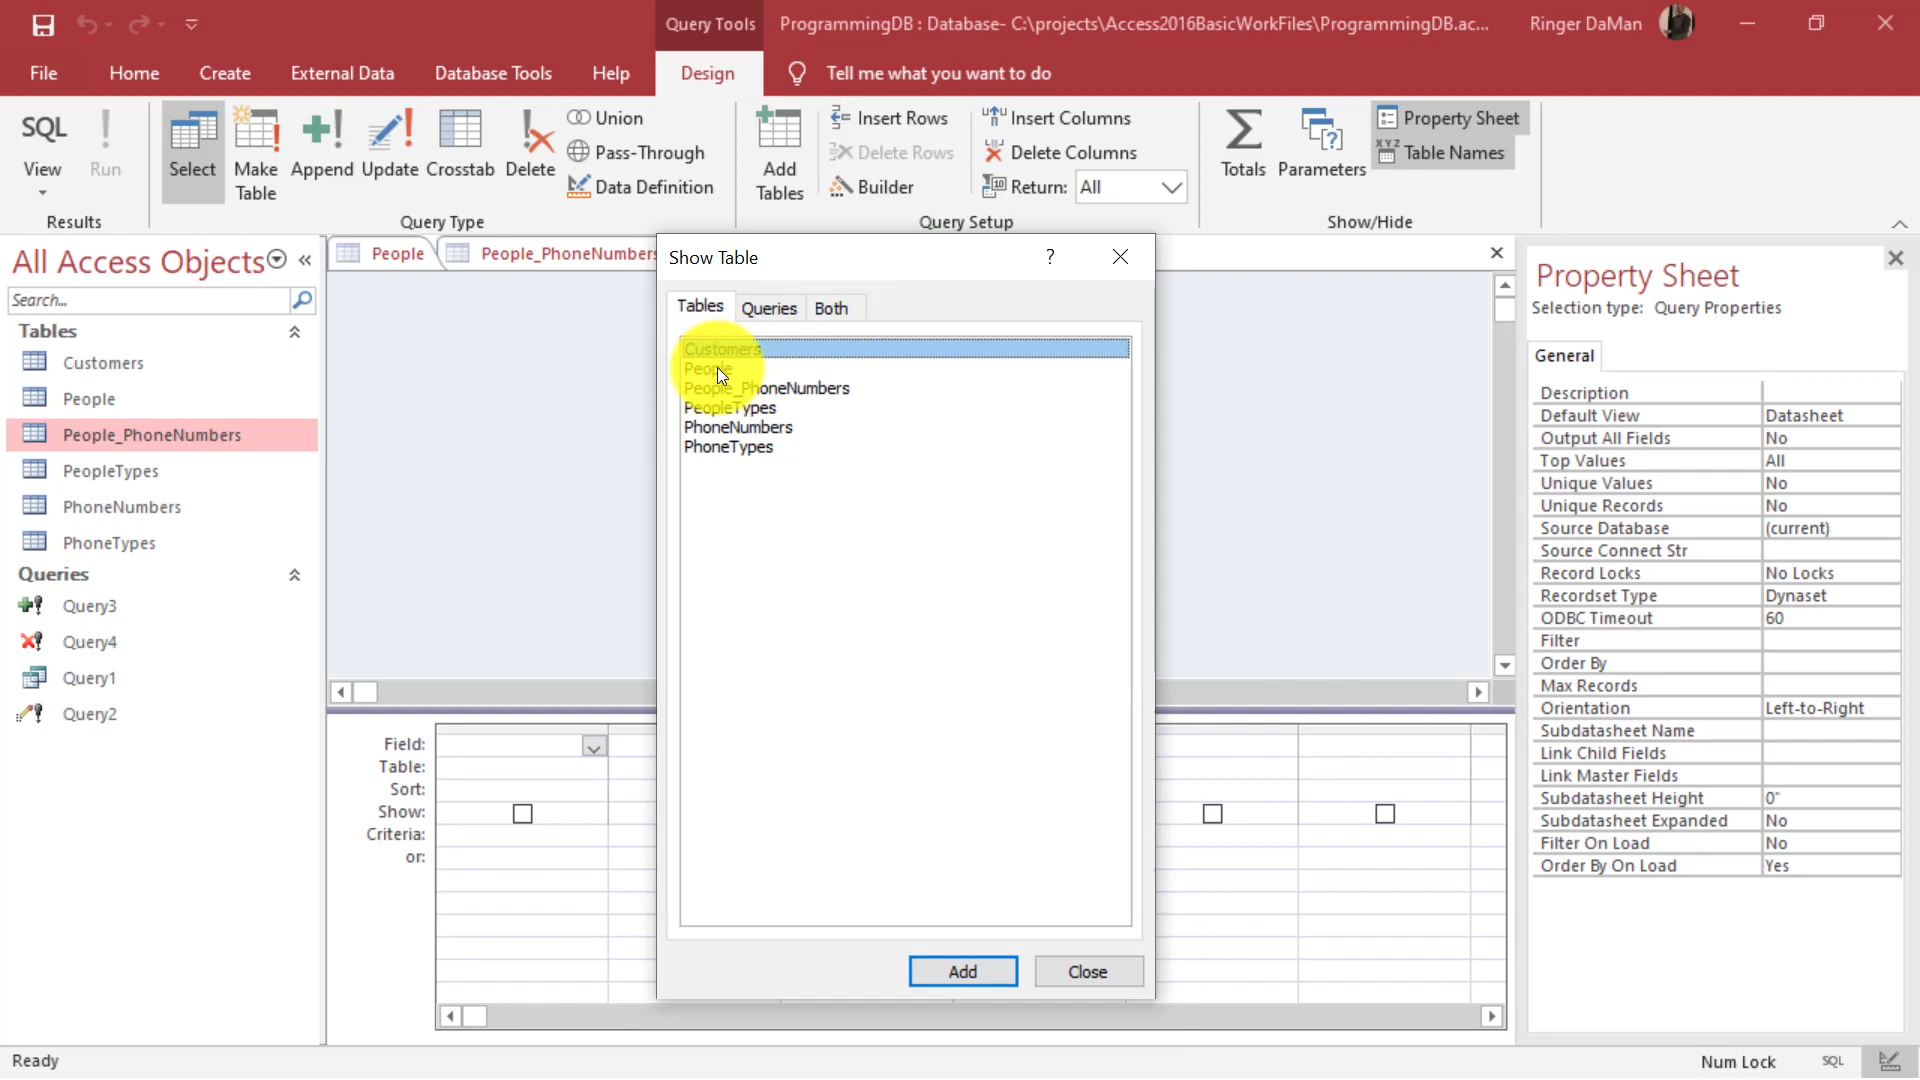 Query Tools
ProgrammingDB : Database- C:\projects\Access2016BasicWorkFiles\ProgrammingDB.ac...
Ringer DaMan
File
Home
Create
External Data
Database Tools
Help
Design
Tell me what you want to do
SQL
View
Run
Results
Select
Make
Table
Append
Update
Crosstab
Delete
Union
Pass-Through
Data Definition
Query Type
Add
Tables
Insert Rows
Delete Rows
Builder
Insert Columns
Delete Columns
Return: All
Query Setup
Totals
Parameters
Property Sheet
XYZ
Table Names
Show/Hide
All Access Objects
Search...
Tables
Customers
People
People_PhoneNumbers
PeopleTypes
PhoneNumbers
PhoneTypes
Queries
Query3
Query4
Query1
Query2
People
People_PhoneNumbers
Show Table
?
Tables
Queries
Both
Customers
People
People_PhoneNumbers
PeopleTypes
PhoneNumbers
PhoneTypes
Add
Close
Field:
Table:
Sort:
Show:
Criteria:
or:
Property Sheet
Selection type: Query Properties
General
Description
Default View Datasheet
Output All Fields No
Top Values All
Unique Values No
Unique Records No
Source Database (current)
Source Connect Str
Record Locks No Locks
Recordset Type Dynaset
ODBC Timeout 60
Filter
Order By
Max Records
Orientation Left-to-Right
Subdatasheet Name
Link Child Fields
Link Master Fields
Subdatasheet Height 0"
Subdatasheet Expanded No
Filter On Load No
Order By On Load Yes
Ready
Num Lock
SQL